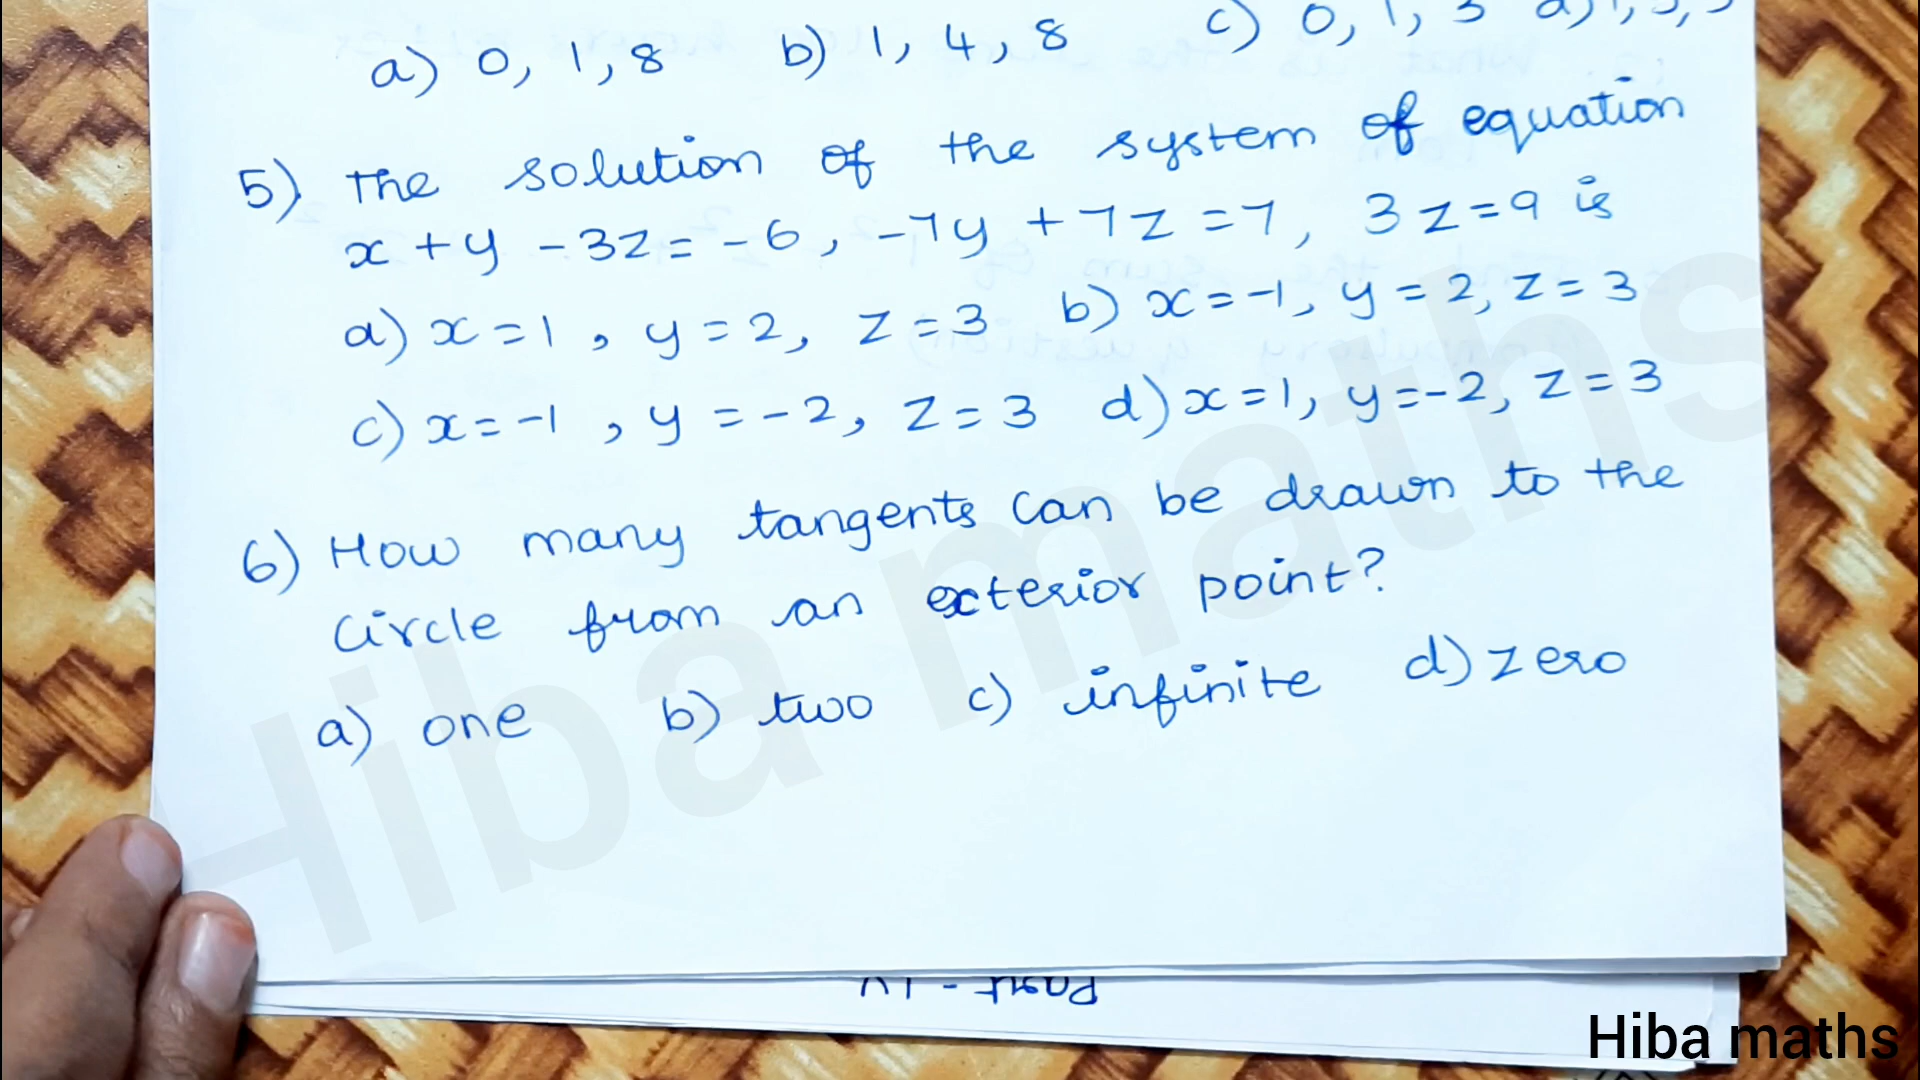 a) 0, 1, 8 b) 1, 4, 8 c) 0, 1, 3
5) The solution of the system of equation
x + y - 3z = -6, -7y + 7z = 7, 3z = 9 is
a) x = 1, y = 2, z = 3 b) x = -1, y = 2, z = 3
c) x = -1, y = -2, z = 3 d) x = 1, y = -2, z = 3
6) How many tangents can be drawn to the
circle from an exterior point?
a) one b) two c) infinite d) zero
Part - IV
Hiba maths
Hiba maths